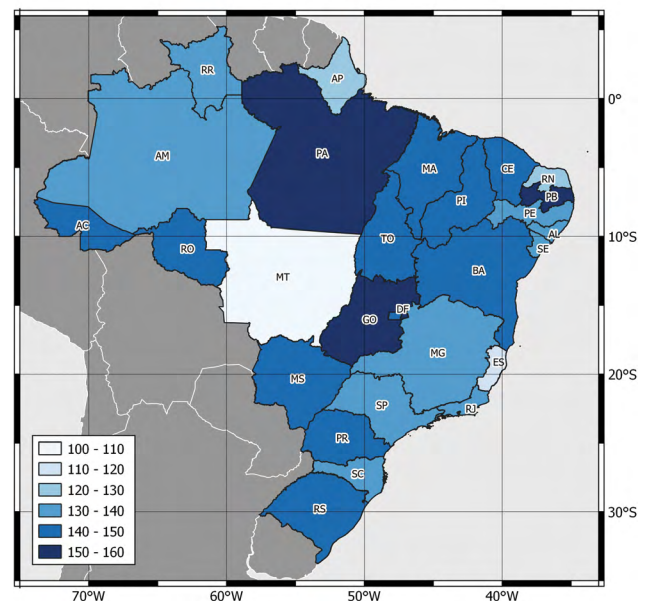 RR
AP
0°
AM
PA
MA
CE
RN
PI
PB
PE
AC
AL
TO
10°S
RO
SE
BA
MT
DF
GO
MG
ES
20°S
MS
SP
RJ
PR
100 - 110
SC
110 - 120
120 - 130
130 - 140
RS
30°S
140 - 150
150 - 160
70°W 60°W 50°W 40°W